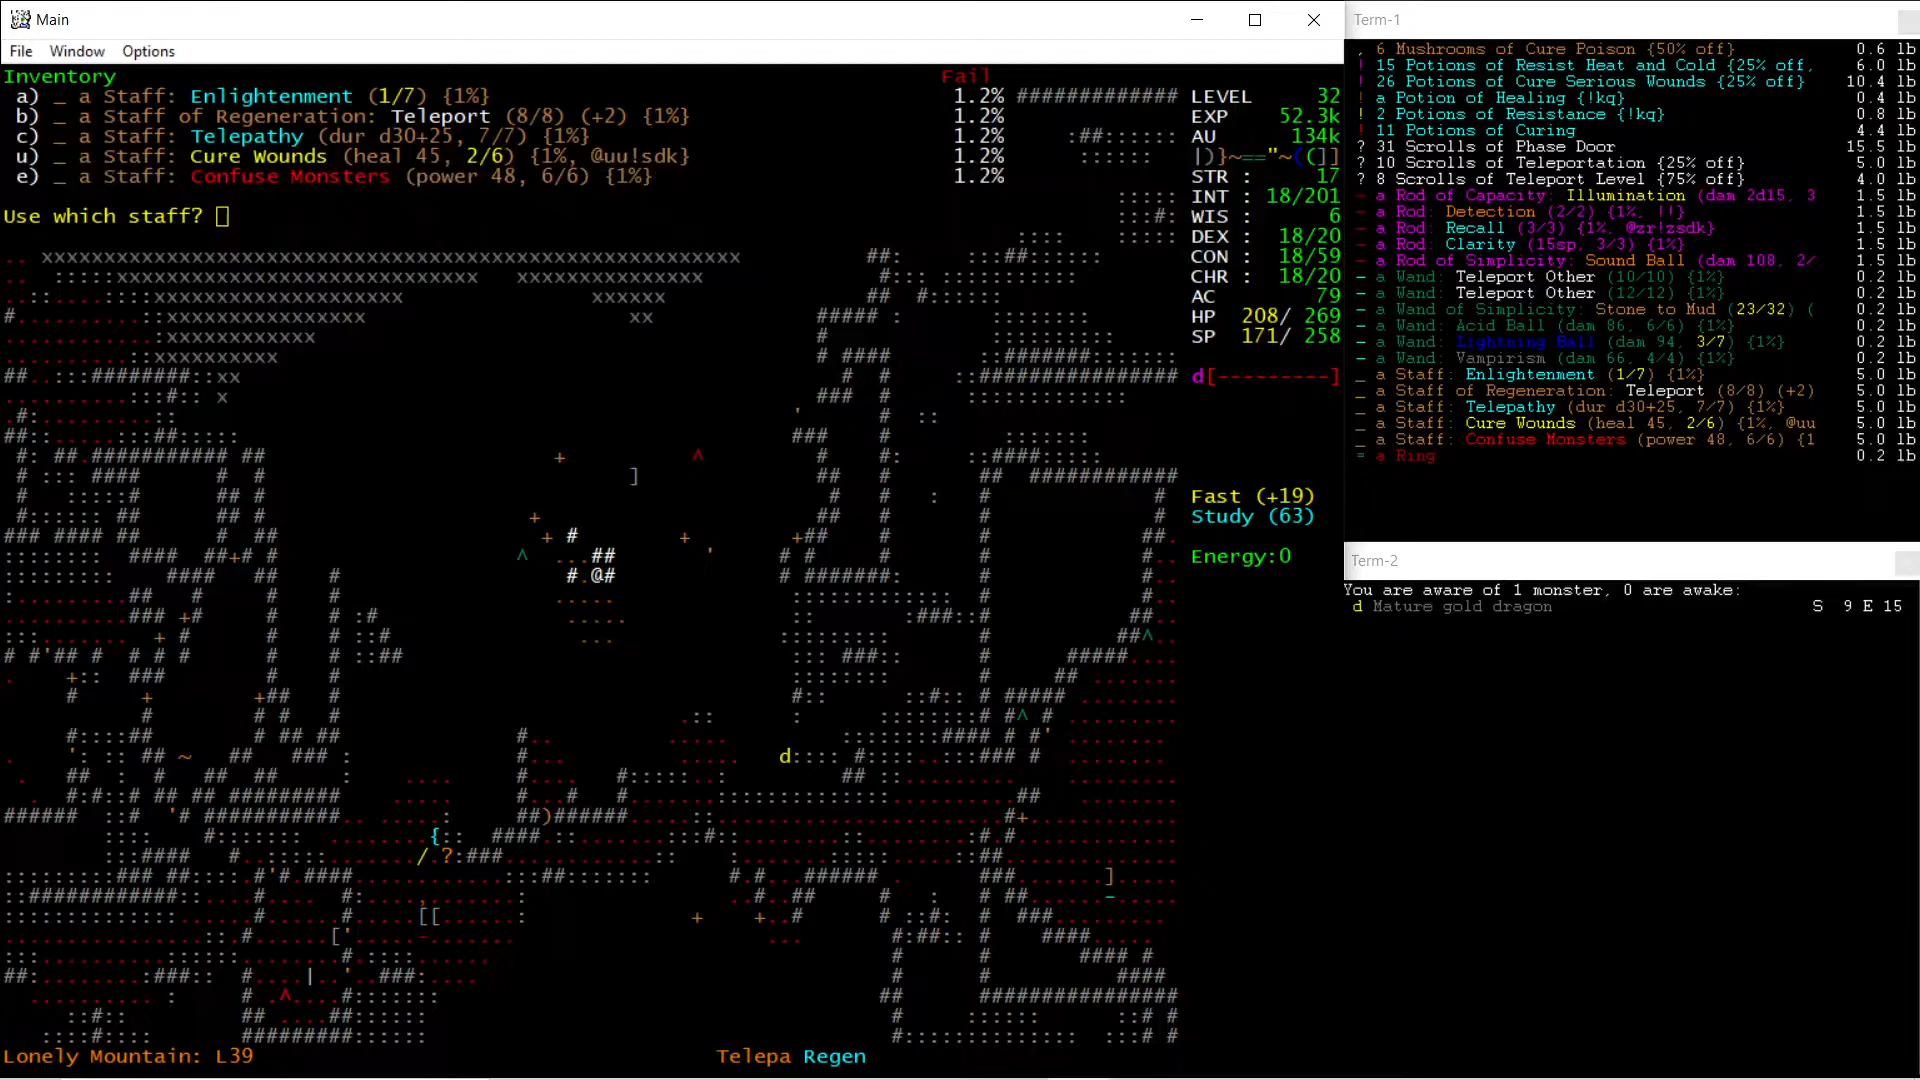 Main
File Window Options
Inventory Fail
a) _ a Staff: Enlightenment (1/7) {1%} 1.2%
b) _ a Staff of Regeneration: Teleport (8/8) (+2) {1%} 1.2%
c) _ a Staff: Telepathy (dur d30+25, 7/7) {1%} 1.2%
u) _ a Staff: Cure Wounds (heal 45, 2/6) {1%, @uu!sdk} 1.2%
e) _ a Staff: Confuse Monsters (power 48, 6/6) {1%} 1.2%
Use which staff?
LEVEL 32
EXP 52.3k
AU 134k
|)}~=="~((]]
STR : 17
INT : 18/201
WIS : 6
DEX : 18/20
CON : 18/59
CHR : 18/20
AC 79
HP 208/ 269
SP 171/ 258
d[---------]
Fast (+19)
Study (63)
Energy:0
Lonely Mountain: L39
Telepa Regen
Term-1
, 6 Mushrooms of Cure Poison {50% off} 0.6 lb
! 15 Potions of Resist Heat and Cold {25% off, 6.0 lb
! 26 Potions of Cure Serious Wounds {25% off} 10.4 lb
! a Potion of Healing {!kq} 0.4 lb
! 2 Potions of Resistance {!kq} 0.8 lb
! 11 Potions of Curing 4.4 lb
? 31 Scrolls of Phase Door 15.5 lb
? 10 Scrolls of Teleportation {25% off} 5.0 lb
? 8 Scrolls of Teleport Level {75% off} 4.0 lb
- a Rod of Capacity: Illumination (dam 2d15, 3 1.5 lb
- a Rod: Detection (2/2) {1%, !!} 1.5 lb
- a Rod: Recall (3/3) {1%, @zr!zsdk} 1.5 lb
- a Rod: Clarity (15sp, 3/3) {1%} 1.5 lb
- a Rod of Simplicity: Sound Ball (dam 108, 2/ 1.5 lb
- a Wand: Teleport Other (10/10) {1%} 0.2 lb
- a Wand: Teleport Other (12/12) {1%} 0.2 lb
- a Wand of Simplicity: Stone to Mud (23/32) ( 0.2 lb
- a Wand: Acid Ball (dam 86, 6/6) {1%} 0.2 lb
- a Wand: Lightning Ball (dam 94, 3/7) {1%} 0.2 lb
- a Wand: Vampirism (dam 66, 4/4) {1%} 0.2 lb
_ a Staff: Enlightenment (1/7) {1%} 5.0 lb
_ a Staff of Regeneration: Teleport (8/8) (+2) 5.0 lb
_ a Staff: Telepathy (dur d30+25, 7/7) {1%} 5.0 lb
_ a Staff: Cure Wounds (heal 45, 2/6) {1%, @uu 5.0 lb
_ a Staff: Confuse Monsters (power 48, 6/6) {1 5.0 lb
= a Ring 0.2 lb
Term-2
You are aware of 1 monster, 0 are awake:
d Mature gold dragon S 9 E 15